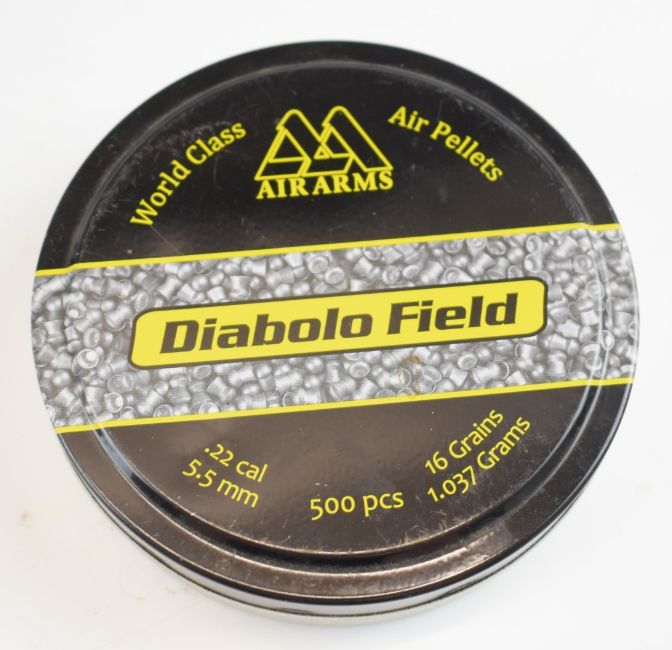 World Class
Air Pellets
AIR ARMS
Diabolo Field
.22 cal
5.5 mm
500 pcs
16 Grains
1.037 Grams